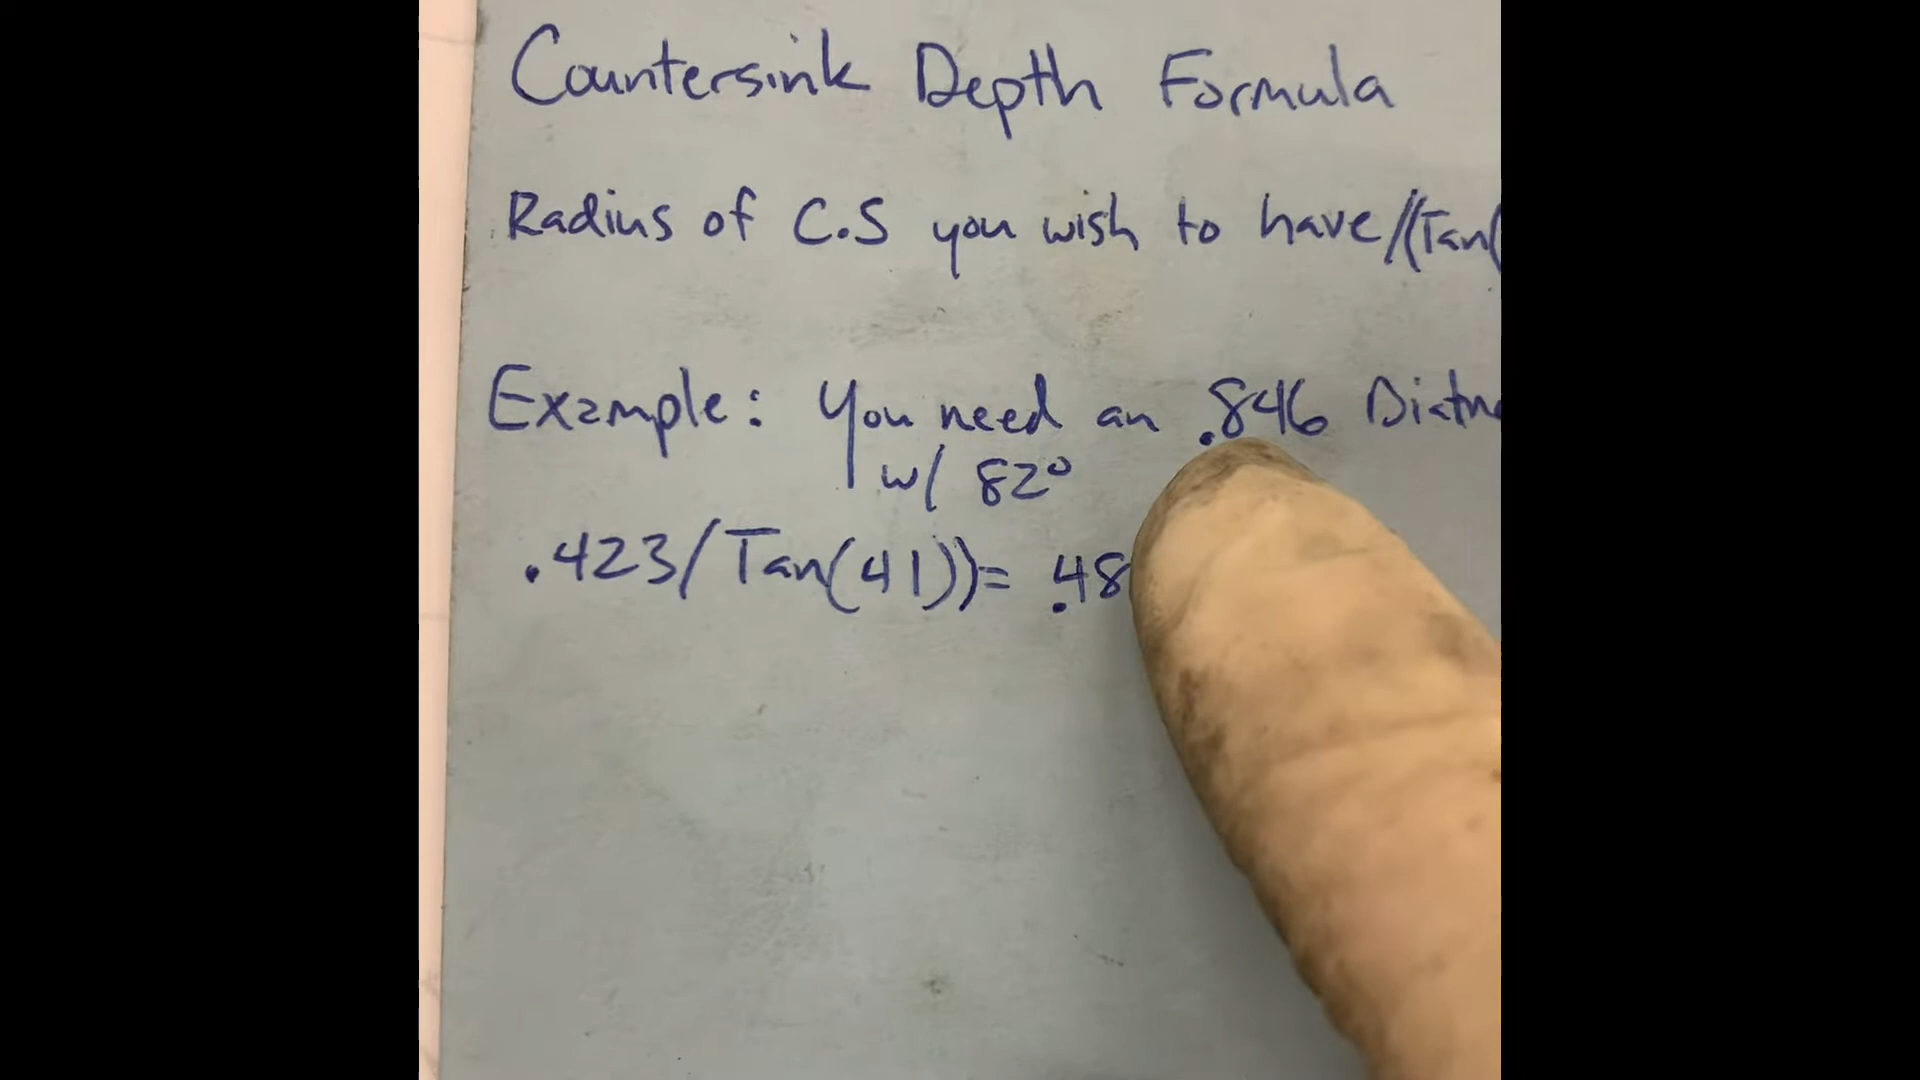 Countersink Depth Formula
Radius of C.S you wish to have/(Tan(
Example: You need an .846
w/ 82°
.423/Tan(41))= .48